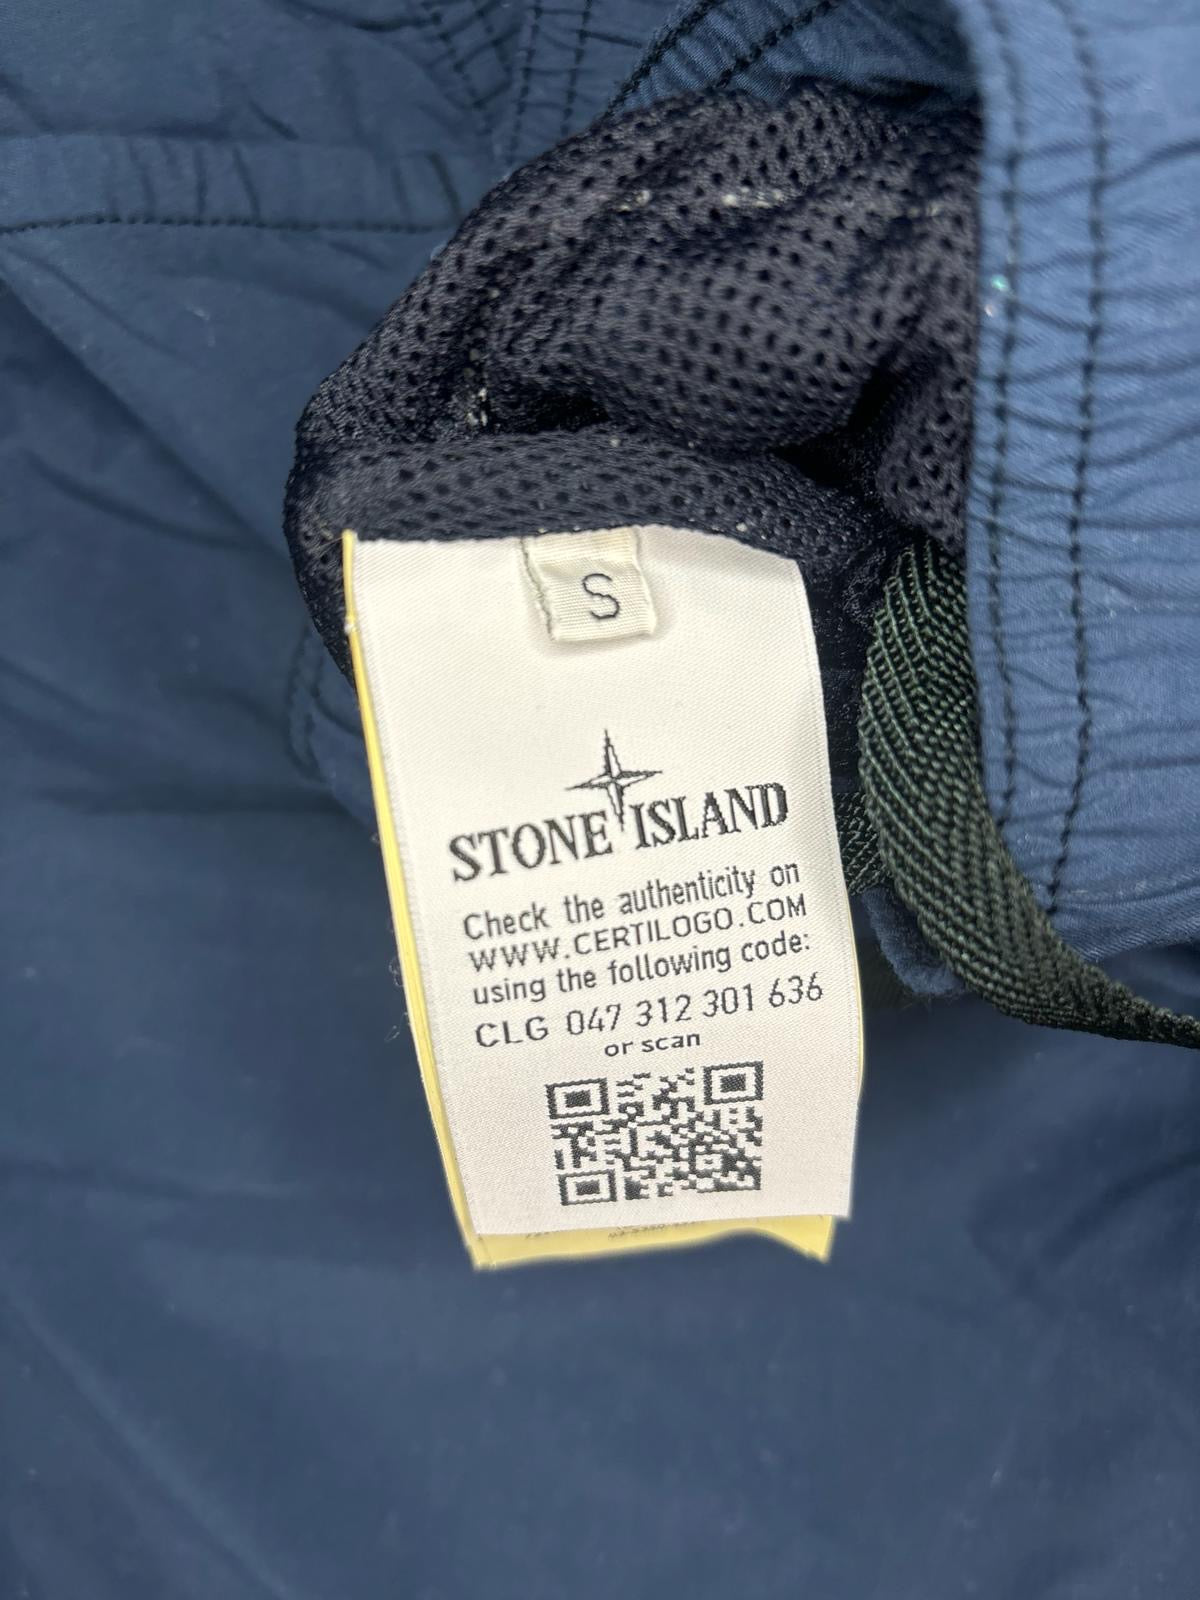 S
STONE ISLAND
Check the authenticity on
WWW.CERTILOGO.COM
using the following code:
CLG 047 312 301 636
or scan